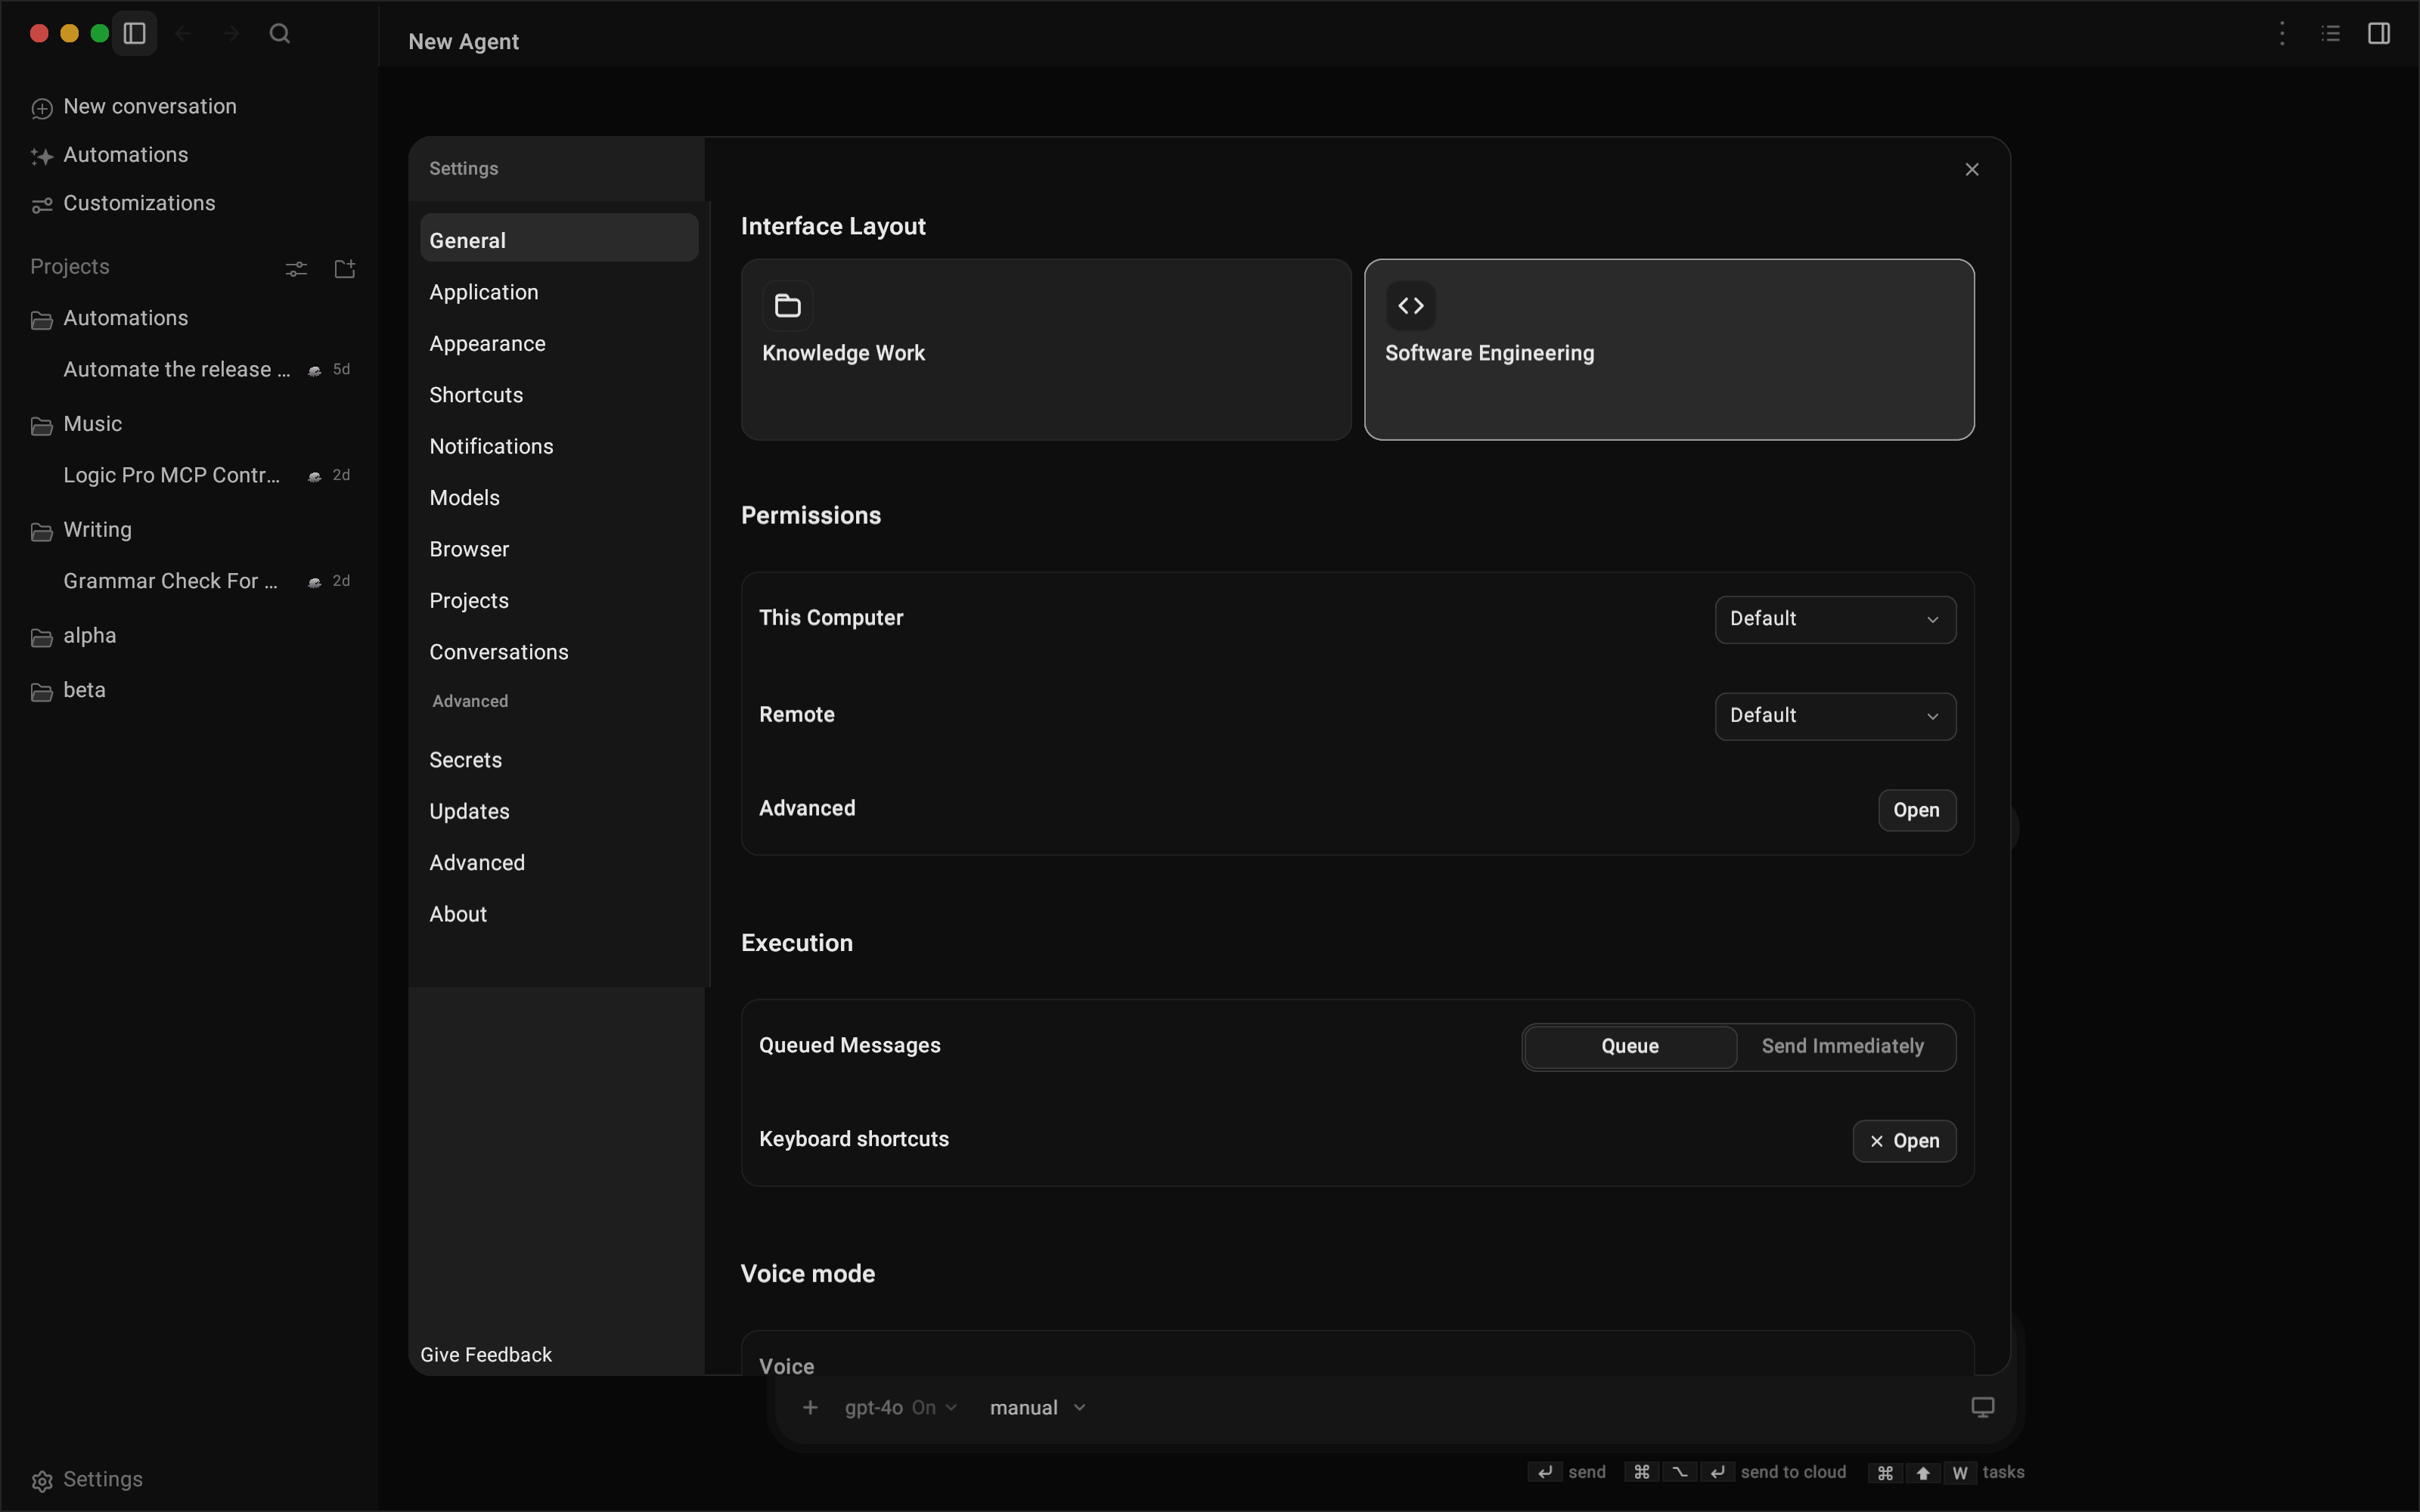 New Agent
New conversation
Automations
Customizations
Projects
Automations
Automate the release ... 5d
Music
Logic Pro MCP Contr... 2d
Writing
Grammar Check For ... 2d
alpha
beta
Settings
Settings
General
Application
Appearance
Shortcuts
Notifications
Models
Browser
Projects
Conversations
Advanced
Secrets
Updates
Advanced
About
Give Feedback
Interface Layout
Knowledge Work
Software Engineering
Permissions
This Computer Default
Remote Default
Advanced Open
Execution
Queued Messages Queue Send Immediately
Keyboard shortcuts Open
Voice mode
Voice
gpt-4o On manual
send ⌘ ⌥ send to cloud ⌘ W tasks